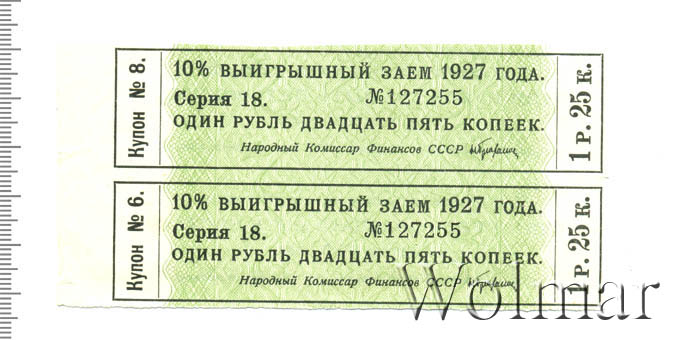 Купон № 8.
10% ВЫИГРЫШНЫЙ ЗАЕМ 1927 ГОДА.
Серия 18. №127255
ОДИН РУБЛЬ ДВАДЦАТЬ ПЯТЬ КОПЕЕК.
Народный Комиссар Финансов СССР
1 Р. 25 К.
Купон № 6.
10% ВЫИГРЫШНЫЙ ЗАЕМ 1927 ГОДА.
Серия 18. №127255
ОДИН РУБЛЬ ДВАДЦАТЬ ПЯТЬ КОПЕЕК.
Народный Комиссар Финансов СССР
1 Р. 25 К.
Wolmar